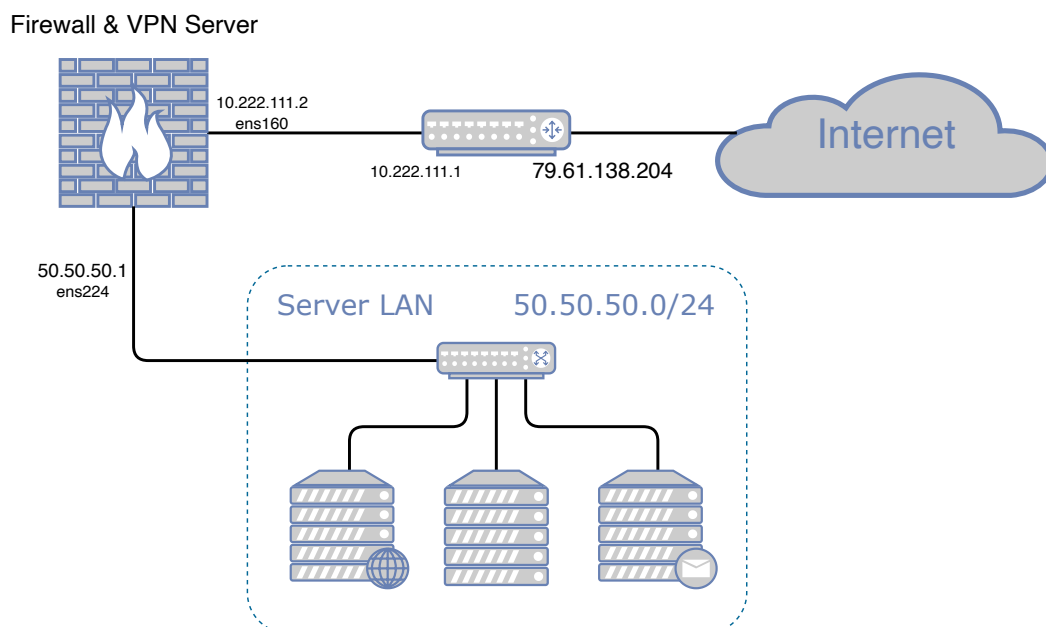 Firewall & VPN Server
10.222.111.2
ens160
10.222.111.1
79.61.138.204
Internet
50.50.50.1
ens224
Server LAN 50.50.50.0/24